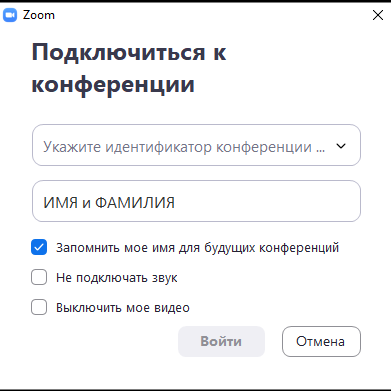 Zoom
Подключиться к
конференции
Укажите идентификатор конференции ...
ИМЯ и ФАМИЛИЯ
Запомнить мое имя для будущих конференций
Не подключать звук
Выключить мое видео
Войти Отмена